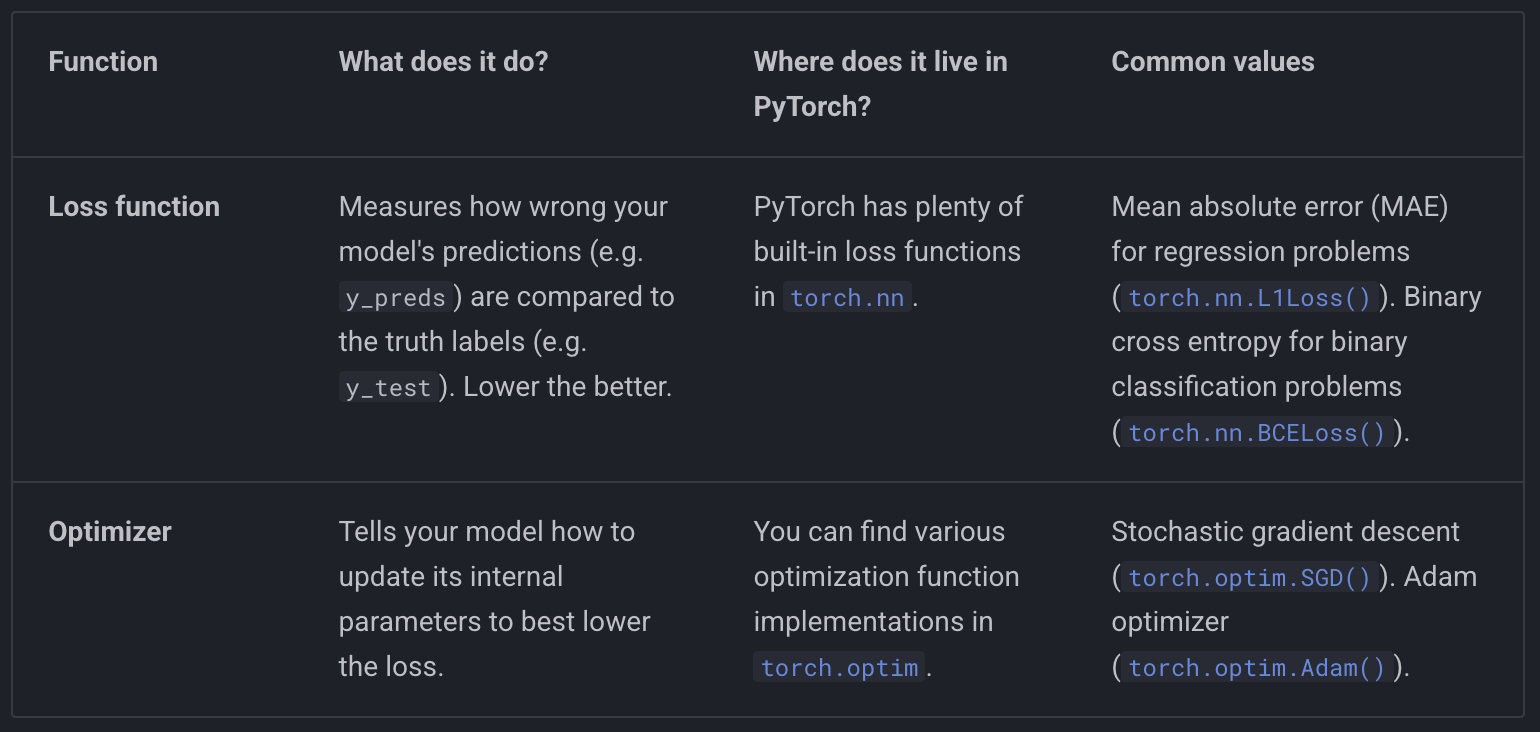 Function
What does it do?
Where does it live in
PyTorch?
Common values
Loss function
Measures how wrong your
model's predictions (e.g.
y_preds) are compared to
the truth labels (e.g.
y_test). Lower the better.
PyTorch has plenty of
built-in loss functions
in torch.nn.
Mean absolute error (MAE)
for regression problems
(torch.nn.L1Loss()). Binary
cross entropy for binary
classification problems
(torch.nn.BCELoss()).
Optimizer
Tells your model how to
update its internal
parameters to best lower
the loss.
You can find various
optimization function
implementations in
torch.optim.
Stochastic gradient descent
(torch.optim.SGD()). Adam
optimizer
(torch.optim.Adam()).